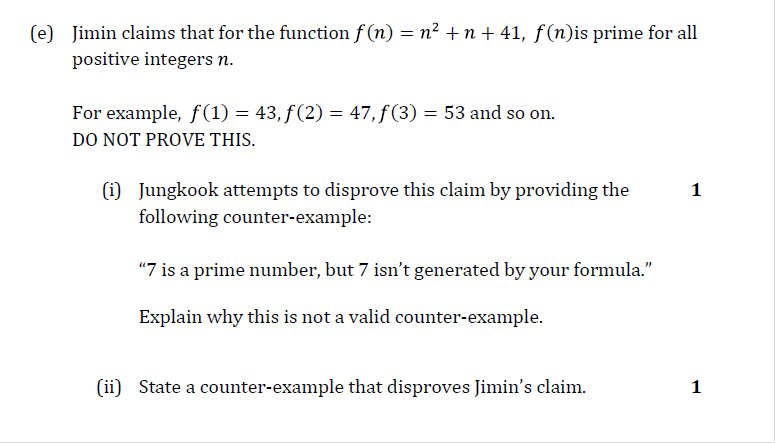 (e) Jimin claims that for the function f(n) = n² + n + 41, f(n)is prime for all
positive integers n.
For example, f(1) = 43, f(2) = 47, f(3) = 53 and so on.
DO NOT PROVE THIS.
(i) Jungkook attempts to disprove this claim by providing the 1
following counter-example:
“7 is a prime number, but 7 isn’t generated by your formula.”
Explain why this is not a valid counter-example.
(ii) State a counter-example that disproves Jimin’s claim. 1